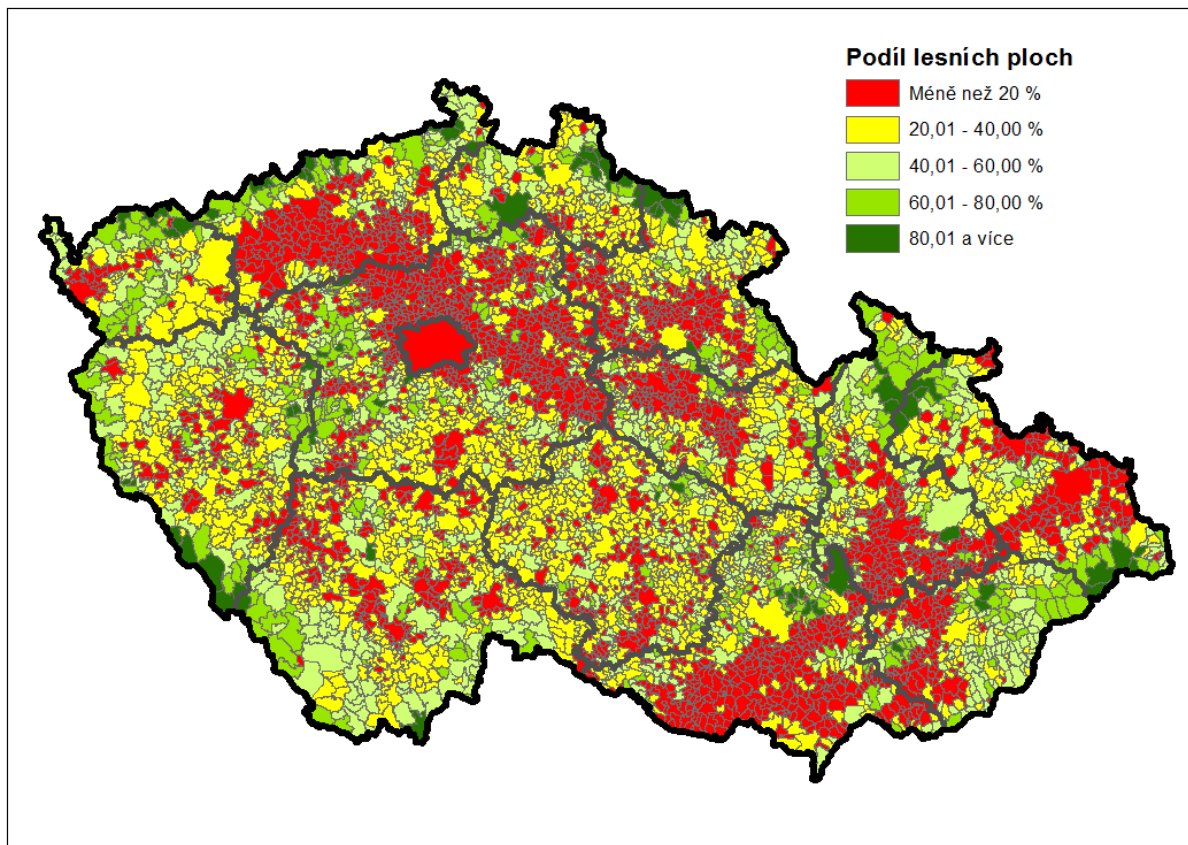 Podíl lesních ploch
Méně než 20 %
20,01 - 40,00 %
40,01 - 60,00 %
60,01 - 80,00 %
80,01 a více